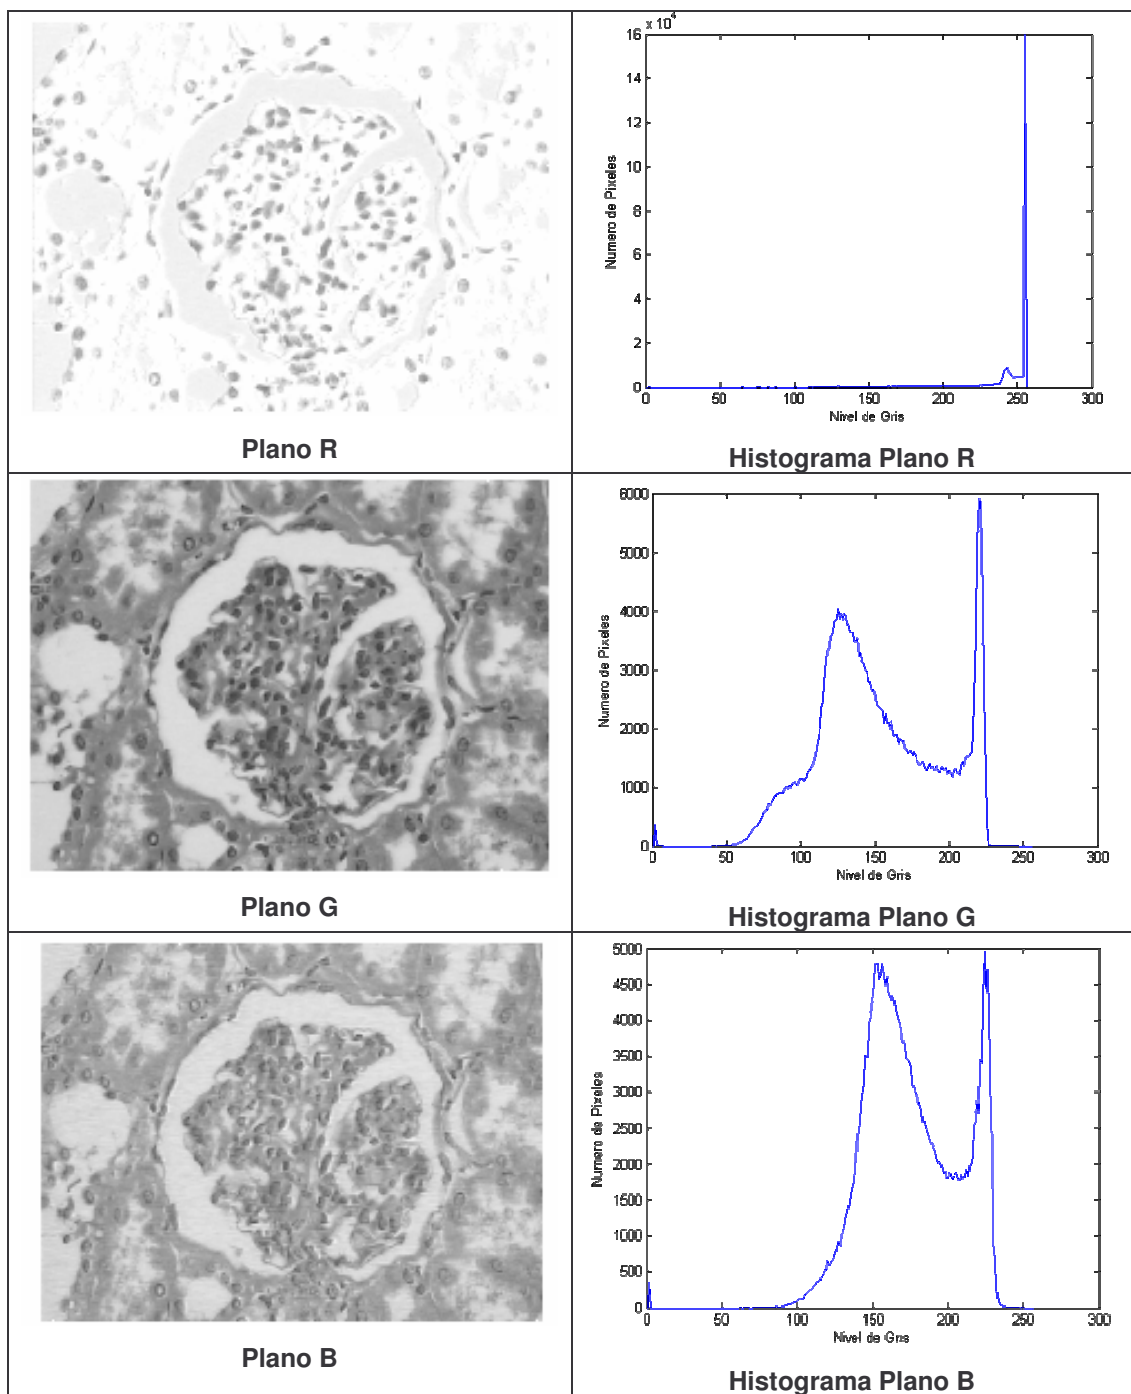 x 10^4
16
14
12
10
8
6
4
2
0
Numero de Pixeles
0 50 100 150 200 250 300
Nivel de Gris
Plano R
Histograma Plano R
6000
5000
4000
3000
2000
1000
0
Numero de Pixeles
0 50 100 150 200 250 300
Nivel de Gris
Plano G
Histograma Plano G
5000
4500
4000
3500
3000
2500
2000
1500
1000
500
0
Numero de Pixeles
0 50 100 150 200 250 300
Nivel de Gris
Plano B
Histograma Plano B